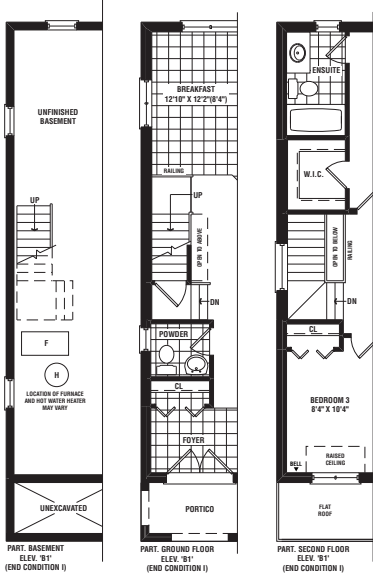 UNFINISHED
BASEMENT
UP
F
H
LOCATION OF FURNACE
AND HOT WATER HEATER
MAY VARY
UNEXCAVATED
PART. BASEMENT
ELEV. 'B1'
(END CONDITION I)
BREAKFAST
12'10" X 12'2"(8'4")
RAILING
UP
OPEN TO ABOVE
DN
POWDER
CL
FOYER
PORTICO
PART. GROUND FLOOR
ELEV. 'B1'
(END CONDITION I)
ENSUITE
W.I.C.
OPEN TO BELOW
RAILING
DN
CL
BEDROOM 3
8'4" X 10'4"
RAISED
CEILING
BELL
FLAT
ROOF
PART. SECOND FLOOR
ELEV. 'B1'
(END CONDITION I)